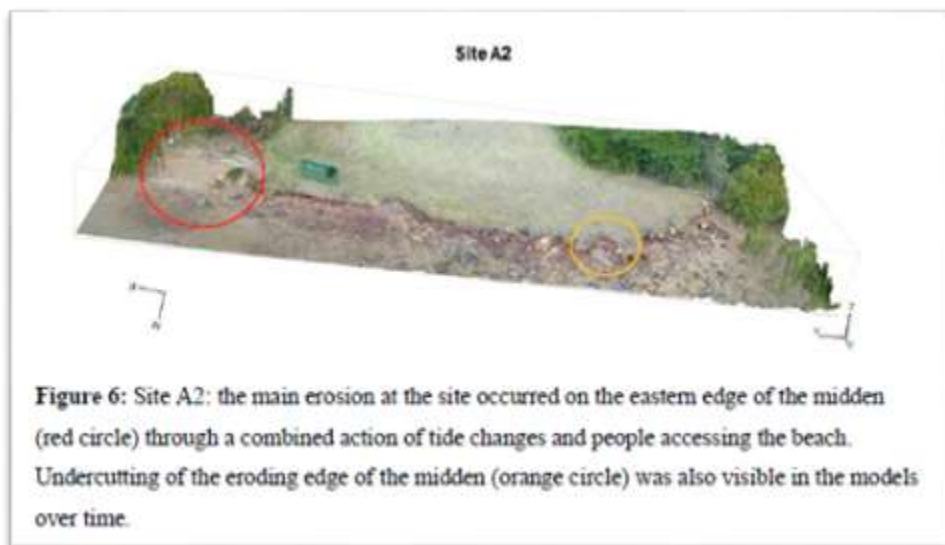 Site A2
Figure 6: Site A2: the main erosion at the site occurred on the eastern edge of the midden
(red circle) through a combined action of tide changes and people accessing the beach.
Undercutting of the eroding edge of the midden (orange circle) was also visible in the models
over time.